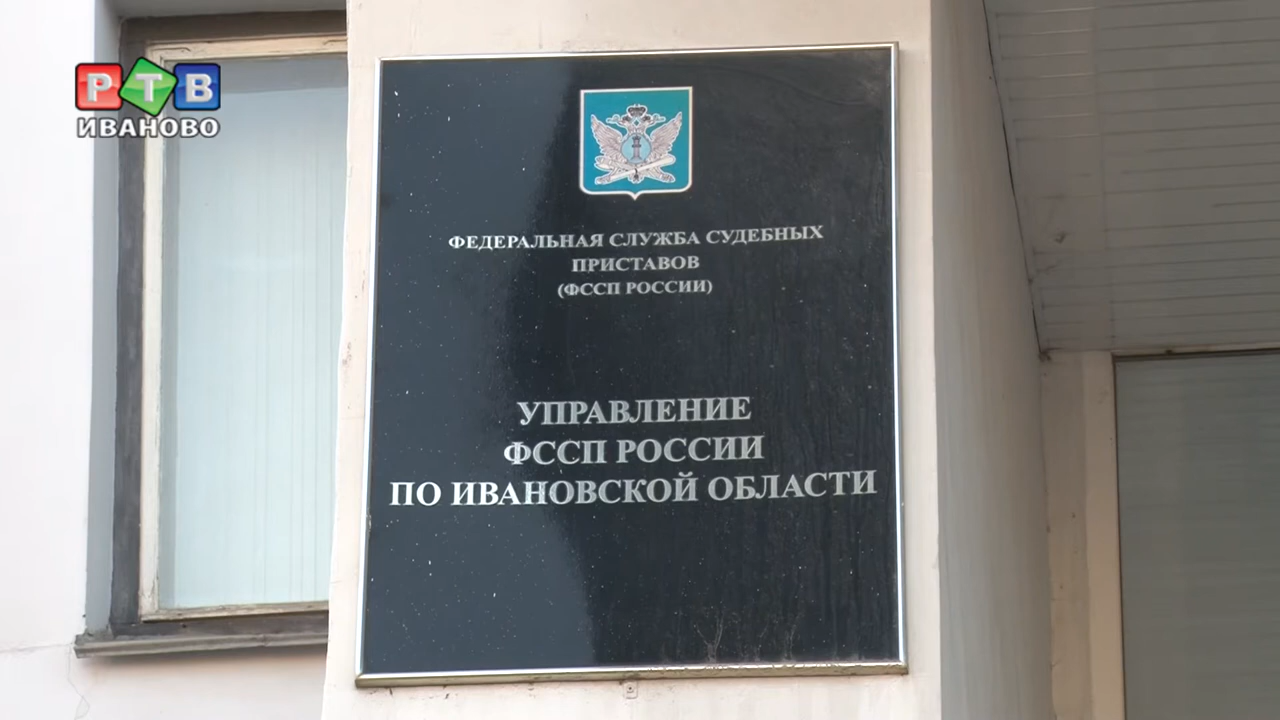 РТВ
ИВАНОВО
ФЕДЕРАЛЬНАЯ СЛУЖБА СУДЕБНЫХ
ПРИСТАВОВ
(ФССП РОССИИ)
УПРАВЛЕНИЕ
ФССП РОССИИ
ПО ИВАНОВСКОЙ ОБЛАСТИ